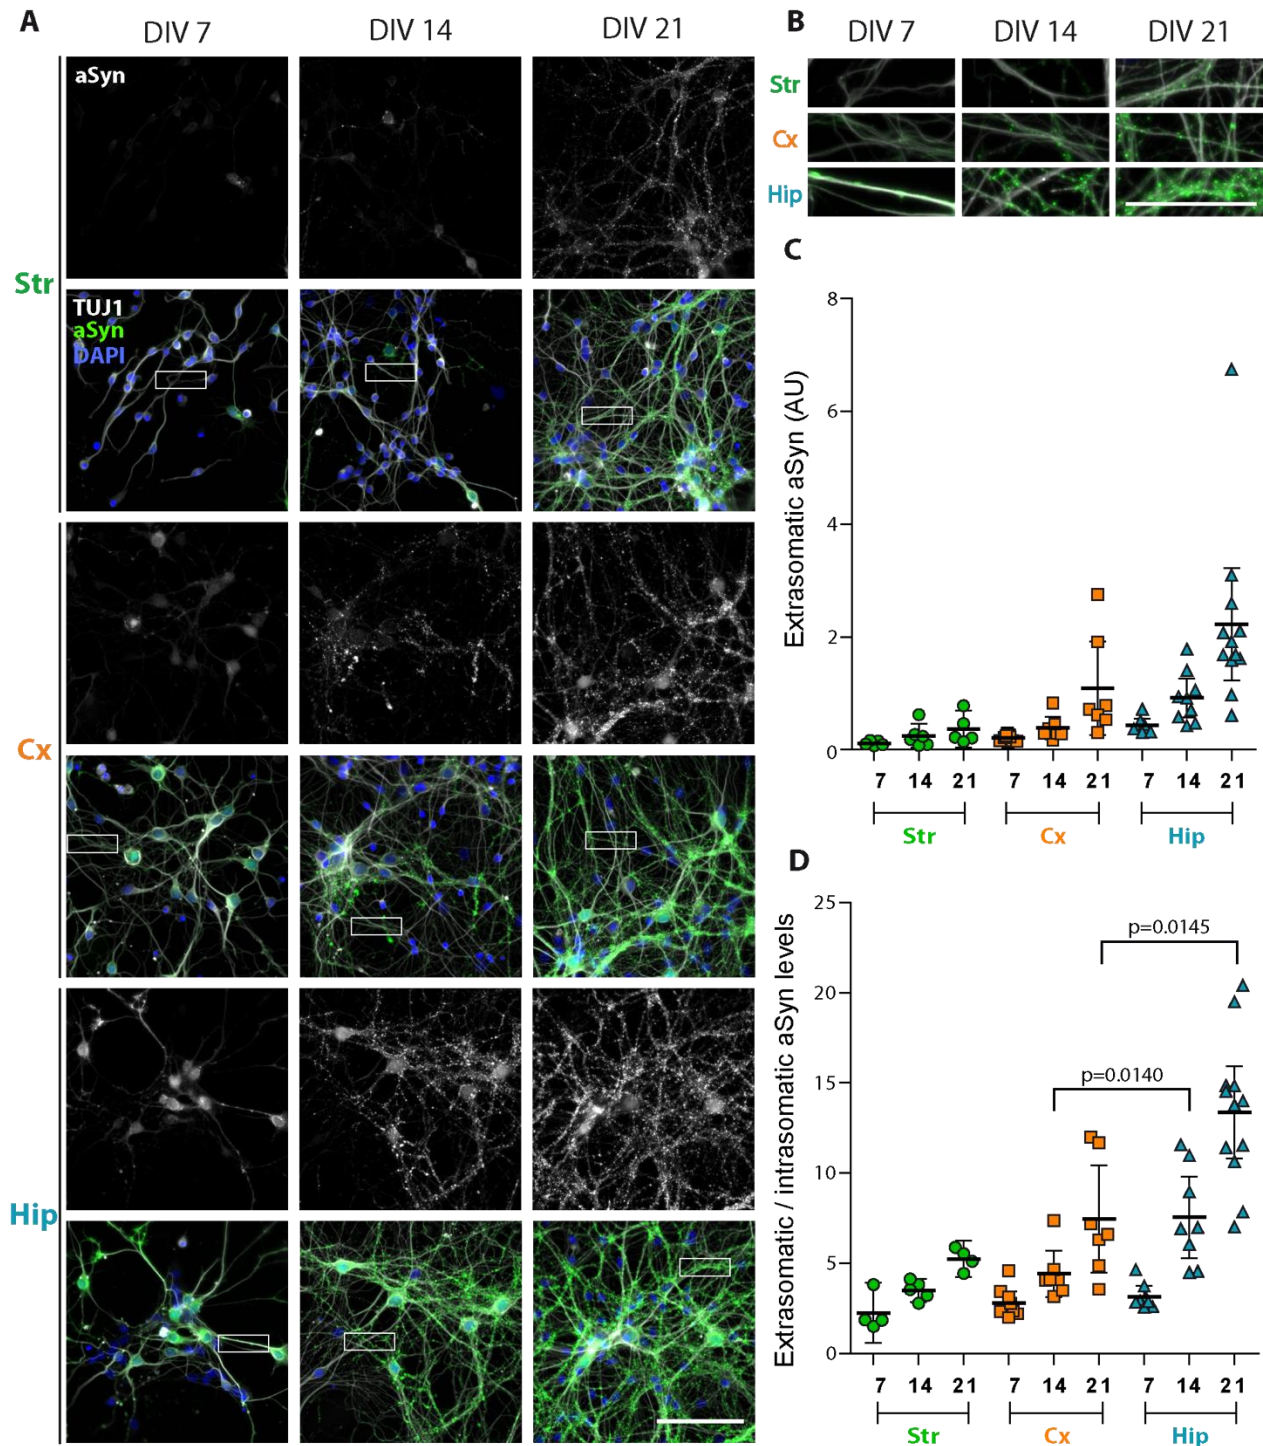 A
DIV 7
DIV 14
DIV 21
aSyn
Str
TUJ1
aSyn
DAPI
Cx
Hip
B
DIV 7
DIV 14
DIV 21
Str
Cx
Hip
C
Extrasomatic aSyn (AU)
8
6
4
2
0
7 14 21 7 14 21 7 14 21
Str Cx Hip
D
Extrasomatic / intrasomatic aSyn levels
25
20
15
10
5
0
p=0.0145
p=0.0140
7 14 21 7 14 21 7 14 21
Str Cx Hip